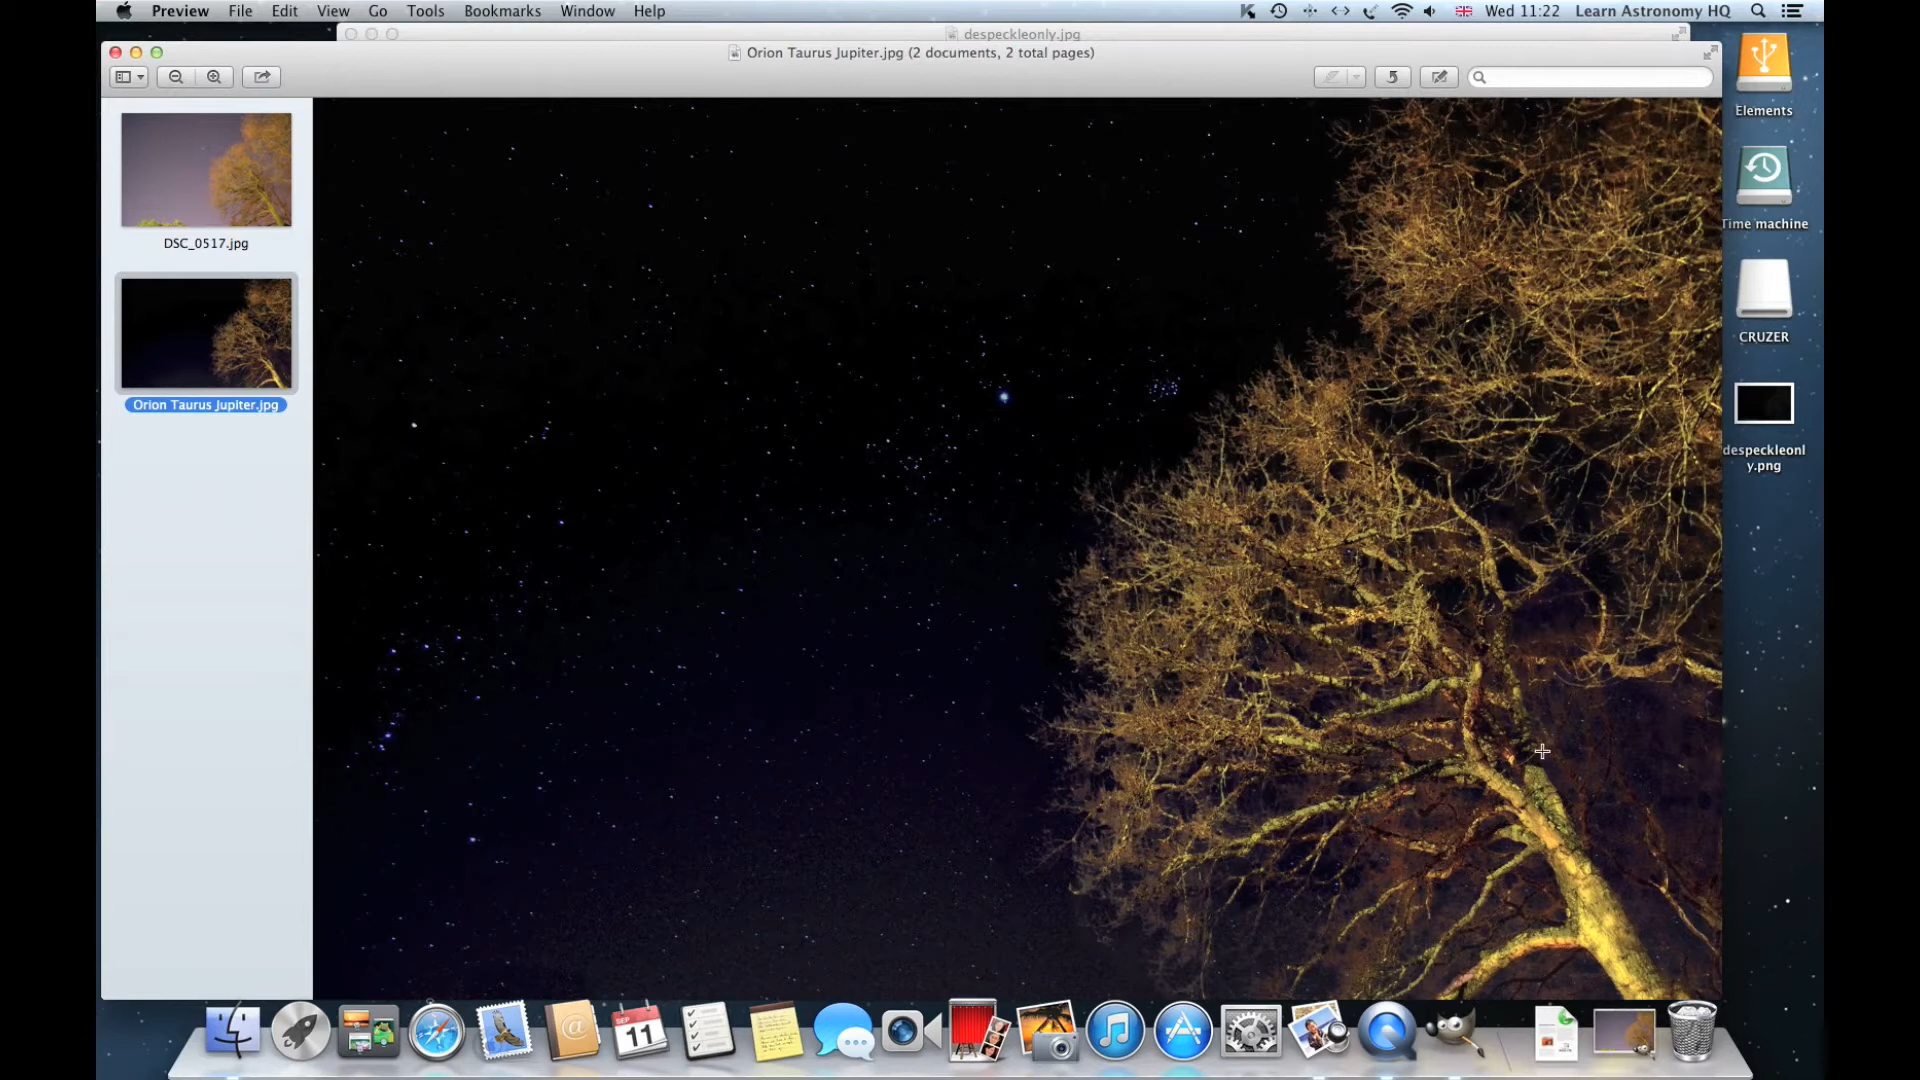 Preview File Edit View Go Tools Bookmarks Window Help Wed 11:22 Learn Astronomy HQ
despeckleonly.jpg
Orion Taurus Jupiter.jpg (2 documents, 2 total pages)
Elements
Time machine
DSC_0517.jpg
CRUZER
Orion Taurus Jupiter.jpg
despeckleonl
y.png
SEP
11